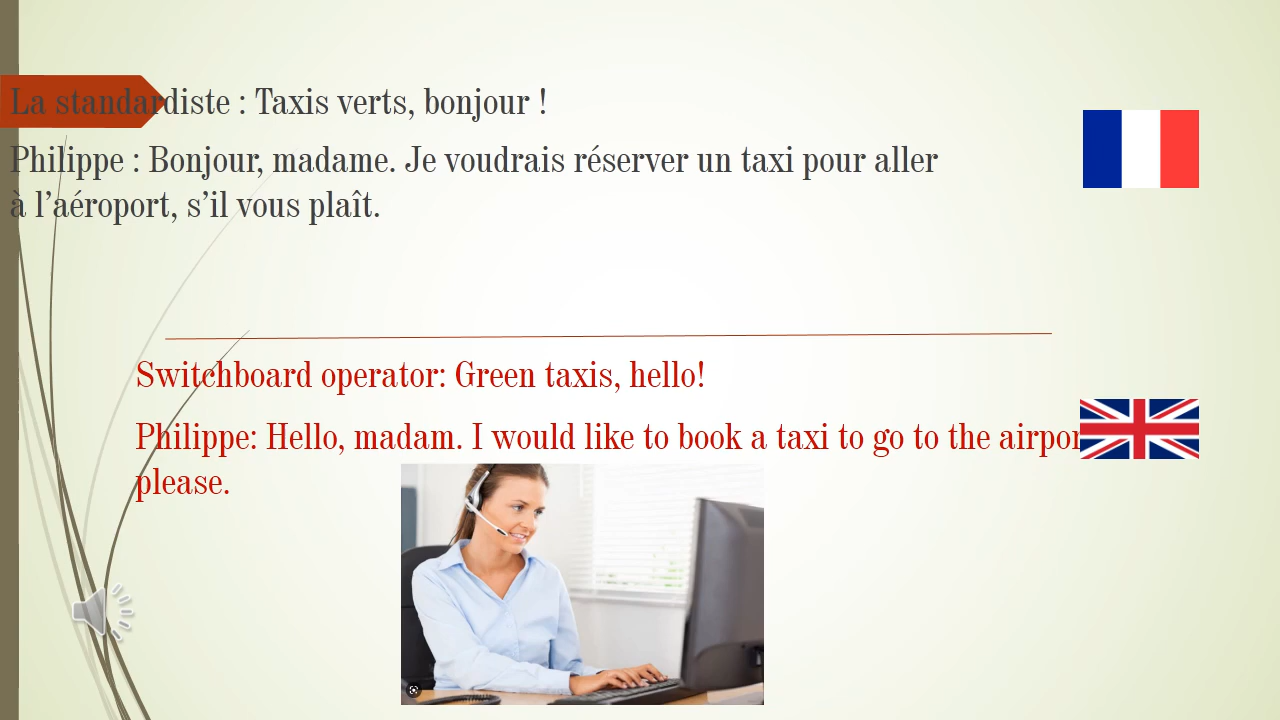 La standardiste : Taxis verts, bonjour !
Philippe : Bonjour, madame. Je voudrais réserver un taxi pour aller
à l’aéroport, s’il vous plaît.
Switchboard operator: Green taxis, hello!
Philippe: Hello, madam. I would like to book a taxi to go to the airpor
please.